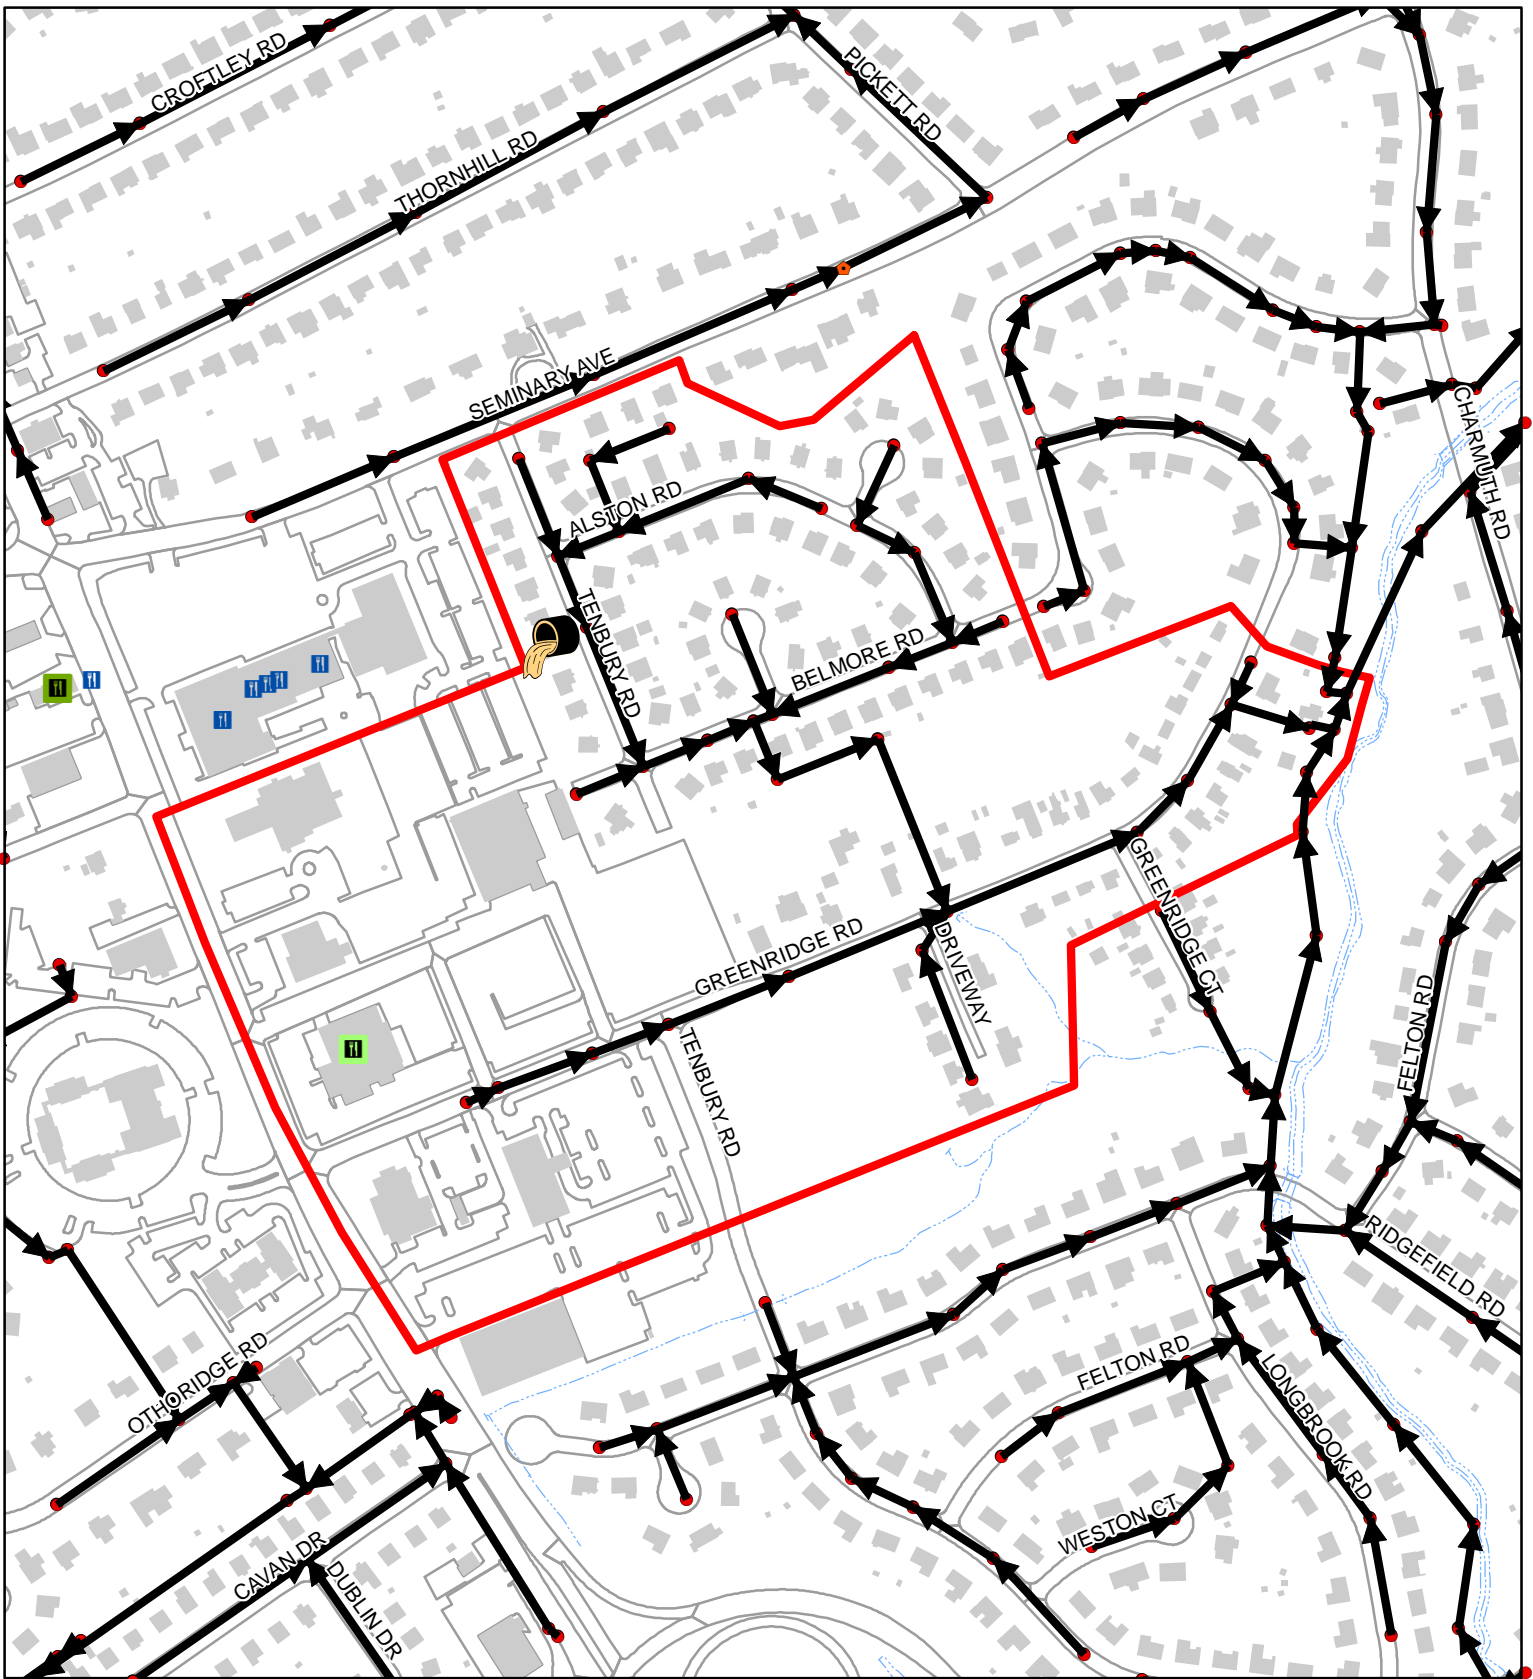 CROFTLEY RD
PICKETT RD
THORNHILL RD
SEMINARY AVE
CHARMUTH RD
ALSTON RD
TENBURY RD
BELMORE RD
GREENRIDGE CT
GREENRIDGE RD
DRIVEWAY
FELTON RD
TENBURY RD
RIDGEFIELD RD
OTHORIDGE RD
FELTON RD
LONGBROOK RD
WESTON CT
CAVAN DR
DUBLIN DR